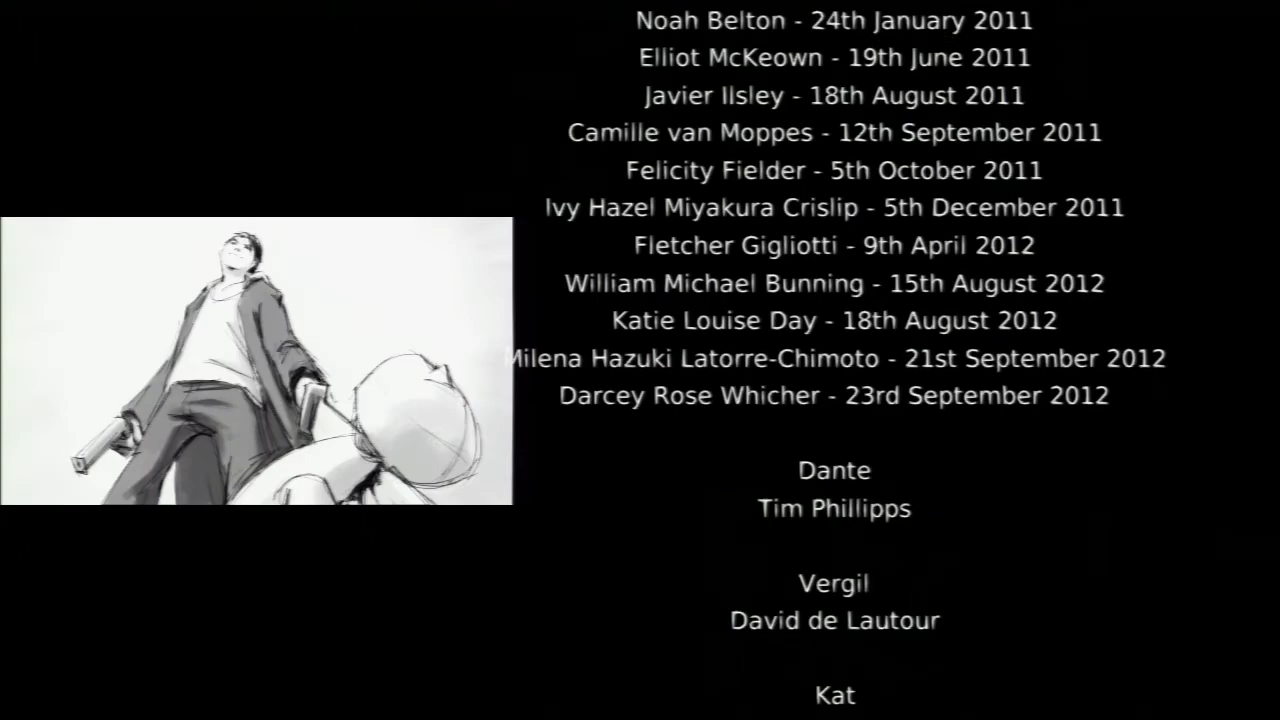 Noah Belton - 24th January 2011
Elliot McKeown - 19th June 2011
Javier Ilsley - 18th August 2011
Camille van Moppes - 12th September 2011
Felicity Fielder - 5th October 2011
Ivy Hazel Miyakura Crislip - 5th December 2011
Fletcher Gigliotti - 9th April 2012
William Michael Bunning - 15th August 2012
Katie Louise Day - 18th August 2012
Milena Hazuki Latorre-Chimoto - 21st September 2012
Darcey Rose Whicher - 23rd September 2012
Dante
Tim Phillipps
Vergil
David de Lautour
Kat